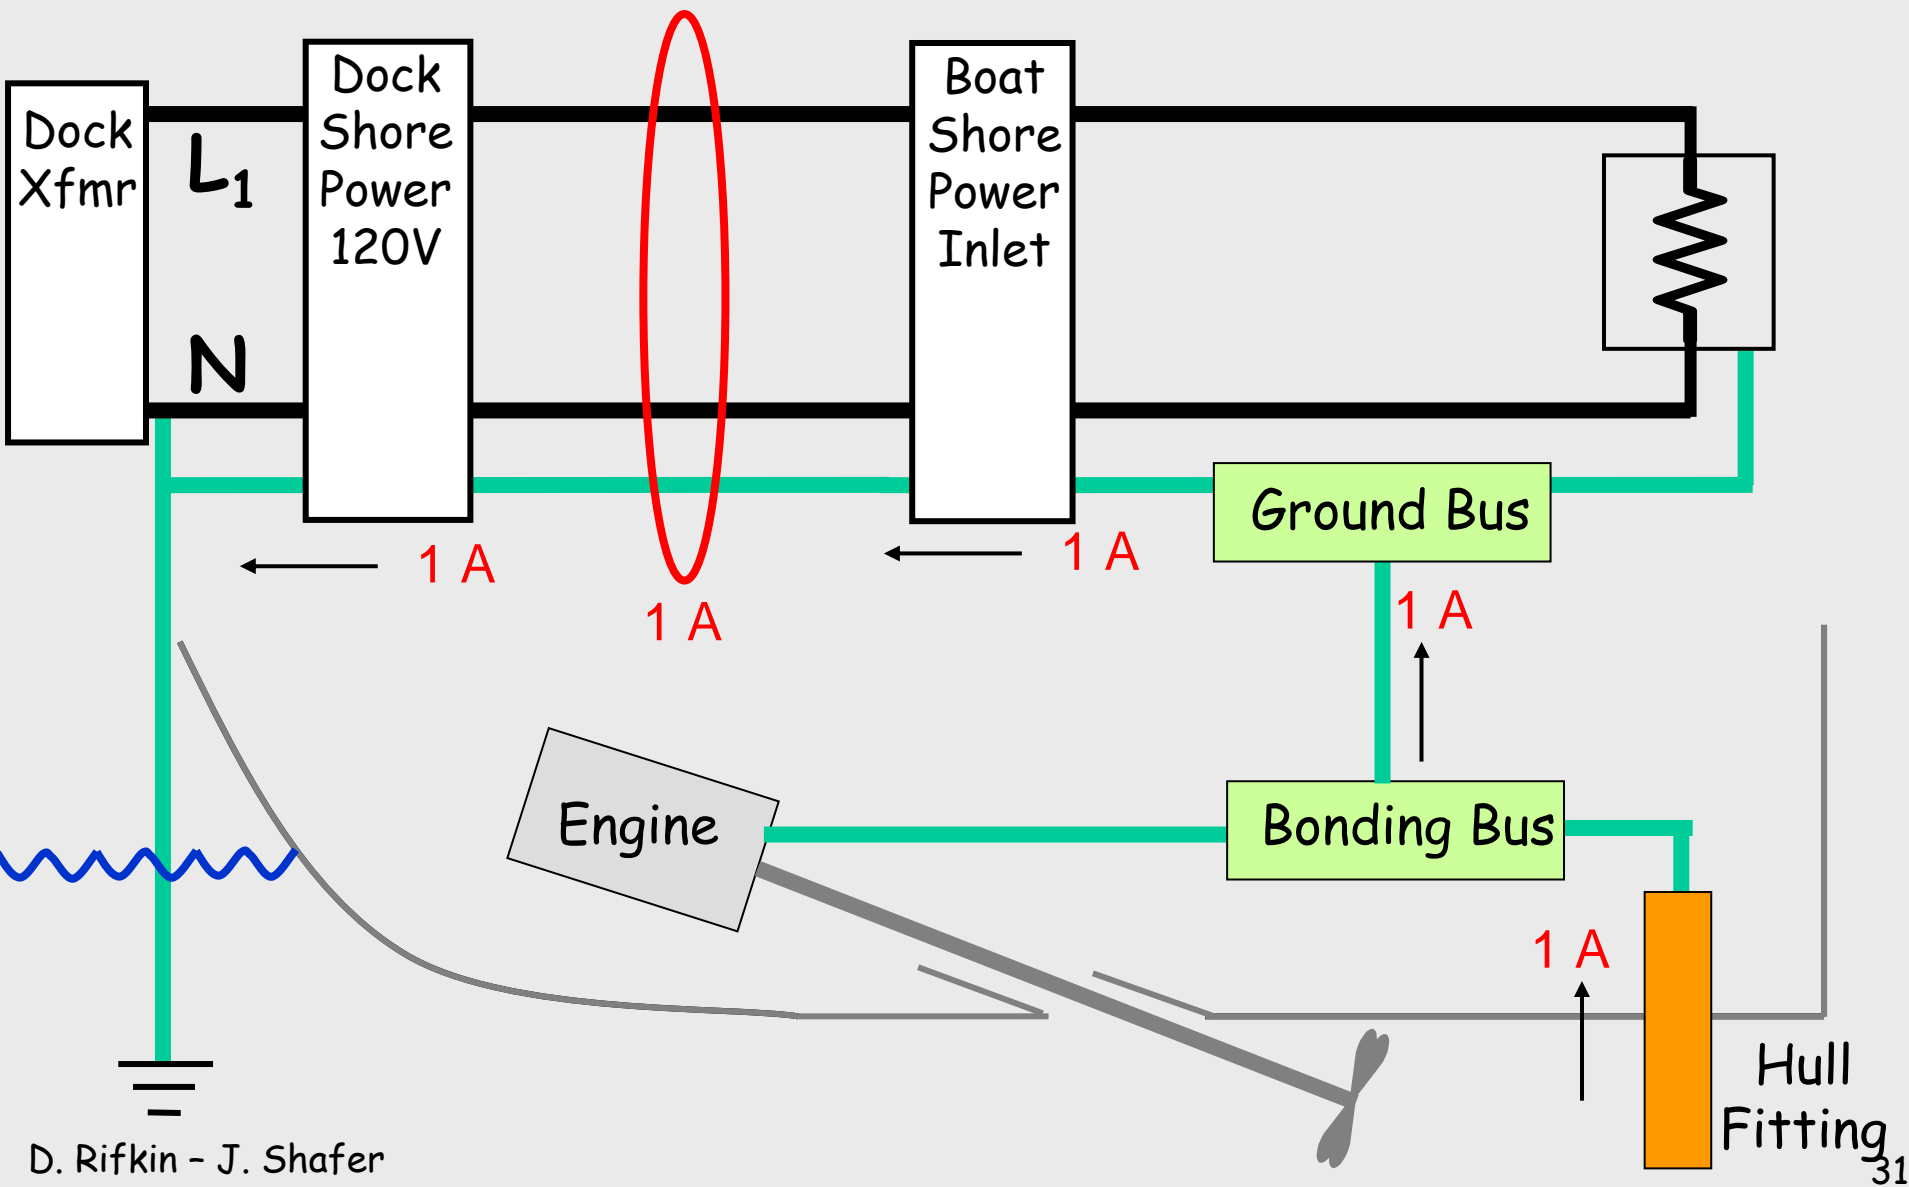 Dock
Xfmr
L1
N
Dock
Shore
Power
120V
Boat
Shore
Power
Inlet
Ground Bus
1 A
1 A
1 A
1 A
Engine
Bonding Bus
1 A
Hull
Fitting
D. Rifkin – J. Shafer
31